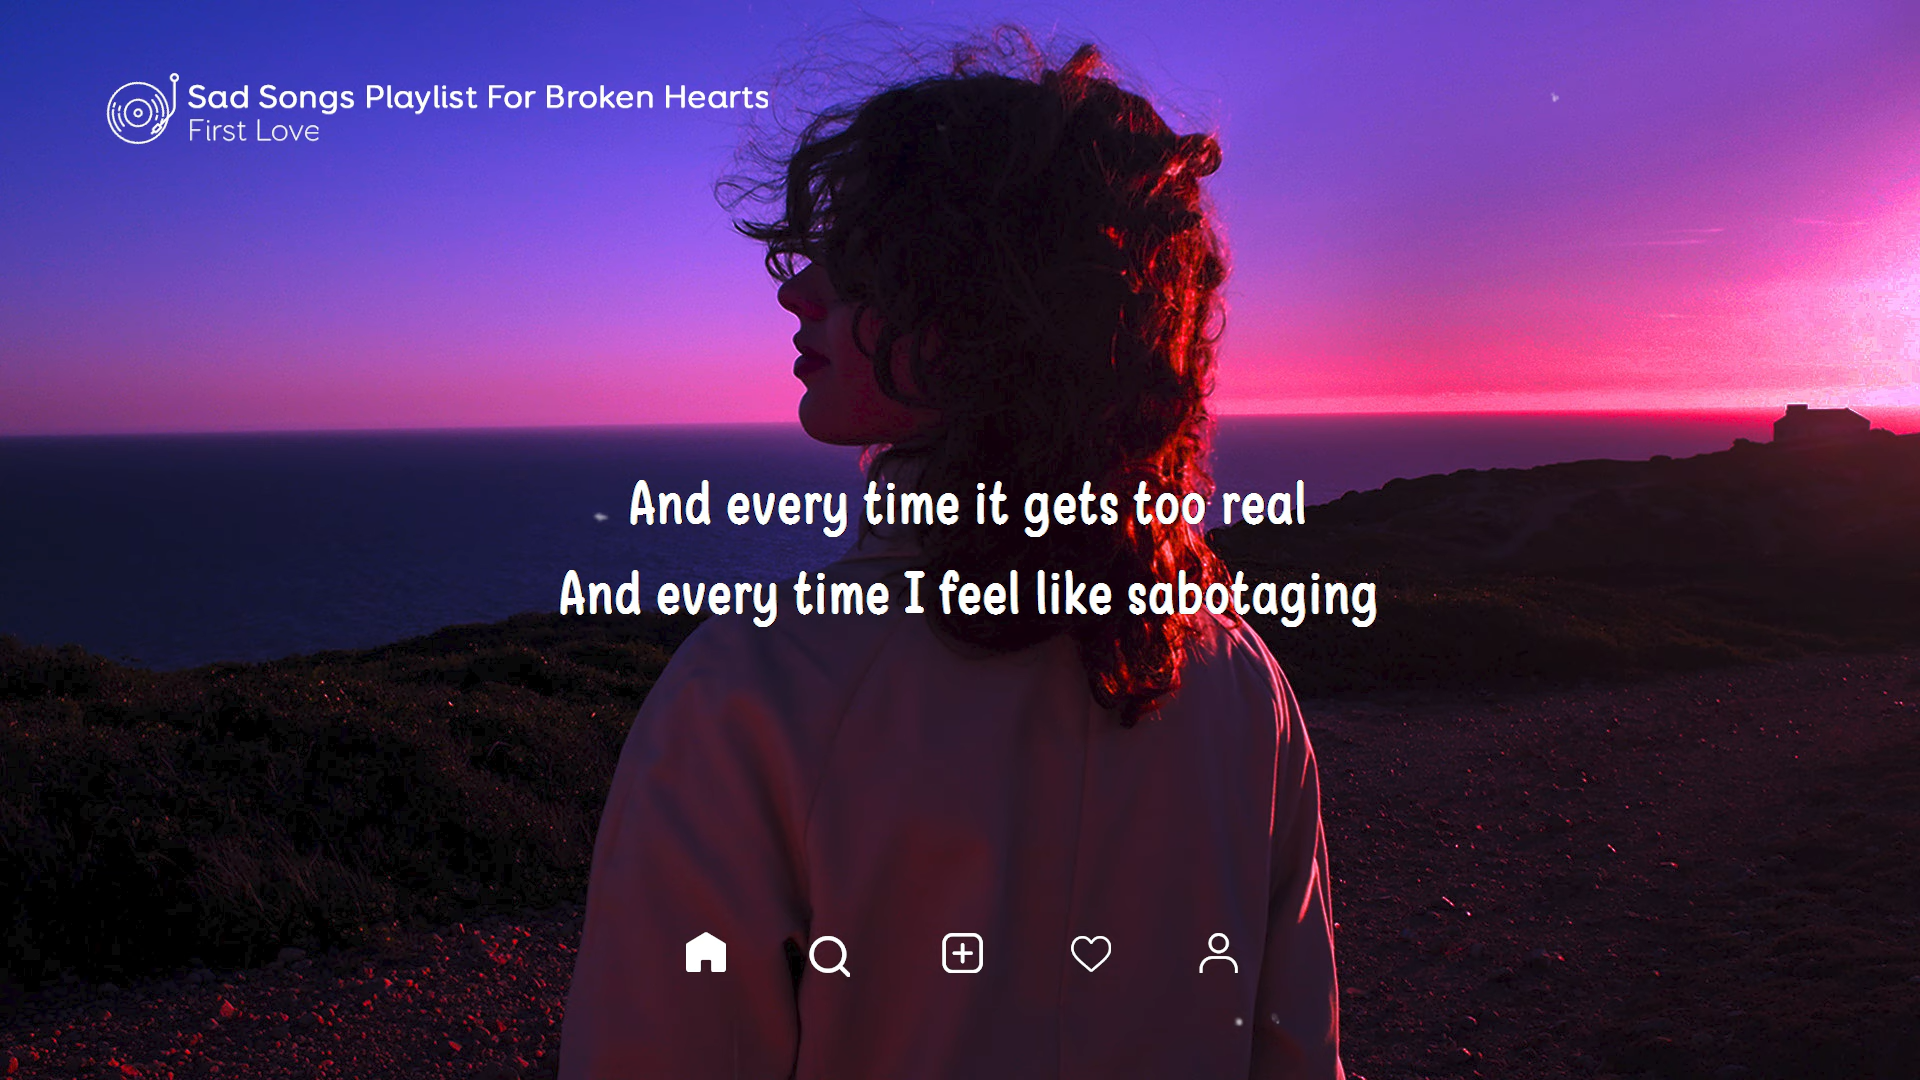 Sad Songs Playlist For Broken Hearts
First Love
And every time it gets too real
And every time I feel like sabotaging